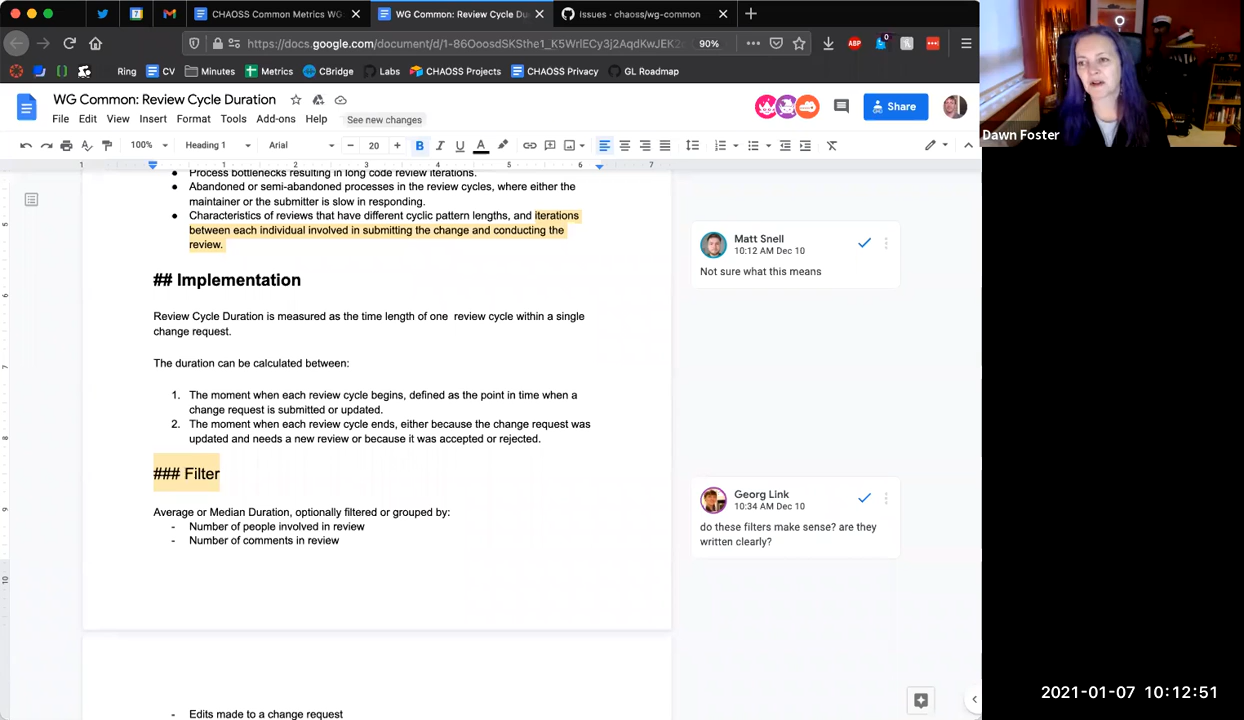 CHAOSS Common Metrics WG
WG Common: Review Cycle Du
Issues · chaoss/wg-common
90%
Ring
CV
Minutes
Metrics
CBridge
Labs
CHAOSS Projects
CHAOSS Privacy
GL Roadmap
WG Common: Review Cycle Duration
File Edit View Insert Format Tools Add-ons Help See new changes
Share
100% Heading 1 Arial 20
Process bottlenecks resulting in long code review iterations.
Abandoned or semi-abandoned processes in the review cycles, where either the
maintainer or the submitter is slow in responding.
Characteristics of reviews that have different cyclic pattern lengths, and iterations
between each individual involved in submitting the change and conducting the
review.
## Implementation
Review Cycle Duration is measured as the time length of one review cycle within a single
change request.
The duration can be calculated between:
1. The moment when each review cycle begins, defined as the point in time when a
change request is submitted or updated.
2. The moment when each review cycle ends, either because the change request was
updated and needs a new review or because it was accepted or rejected.
### Filter
Average or Median Duration, optionally filtered or grouped by:
- Number of people involved in review
- Number of comments in review
- Edits made to a change request
Matt Snell
10:12 AM Dec 10
Not sure what this means
Georg Link
10:34 AM Dec 10
do these filters make sense? are they
written clearly?
Dawn Foster
2021-01-07 10:12:51